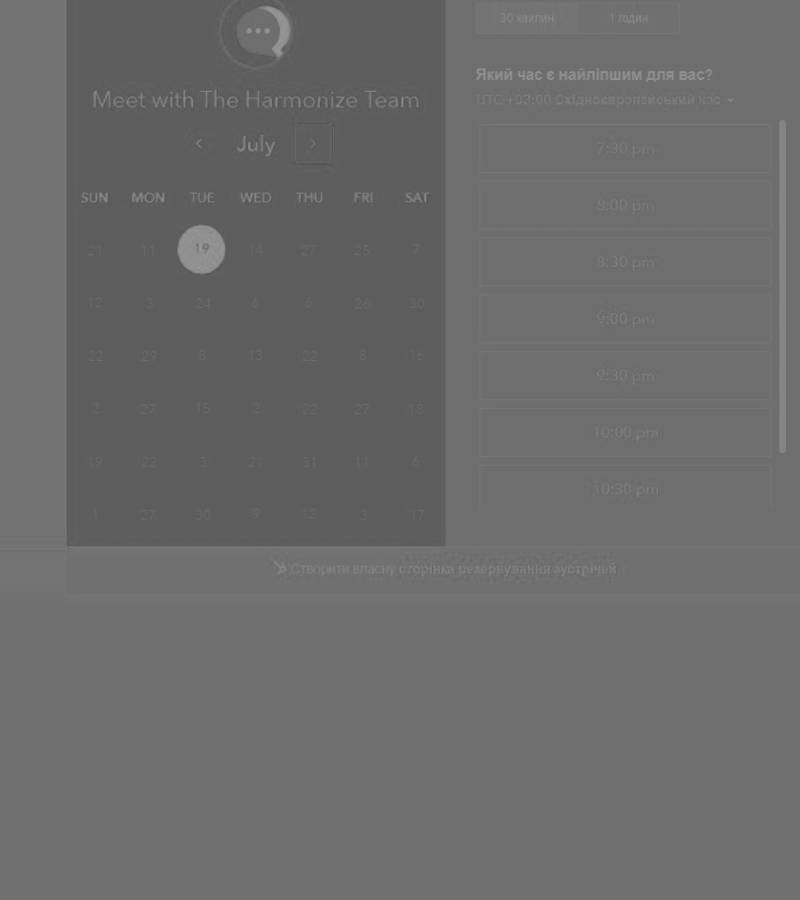 30 хвилин 1 годин
Який час є найліпшим для вас?
UTC +03:00 Східноєвропейський час
Meet with The Harmonize Team
July
SUN MON TUE WED THU FRI SAT
21 11 19 14 27 25 7
12 3 24 6 6 26 30
22 29 8 13 22 8 16
2 27 15 2 22 27 18
19 22 3 21 31 11 6
1 27 30 9 12 3 17
7:30 pm
8:00 pm
8:30 pm
9:00 pm
9:30 pm
10:00 pm
10:30 pm
Створити власну сторінка резервування зустрічей